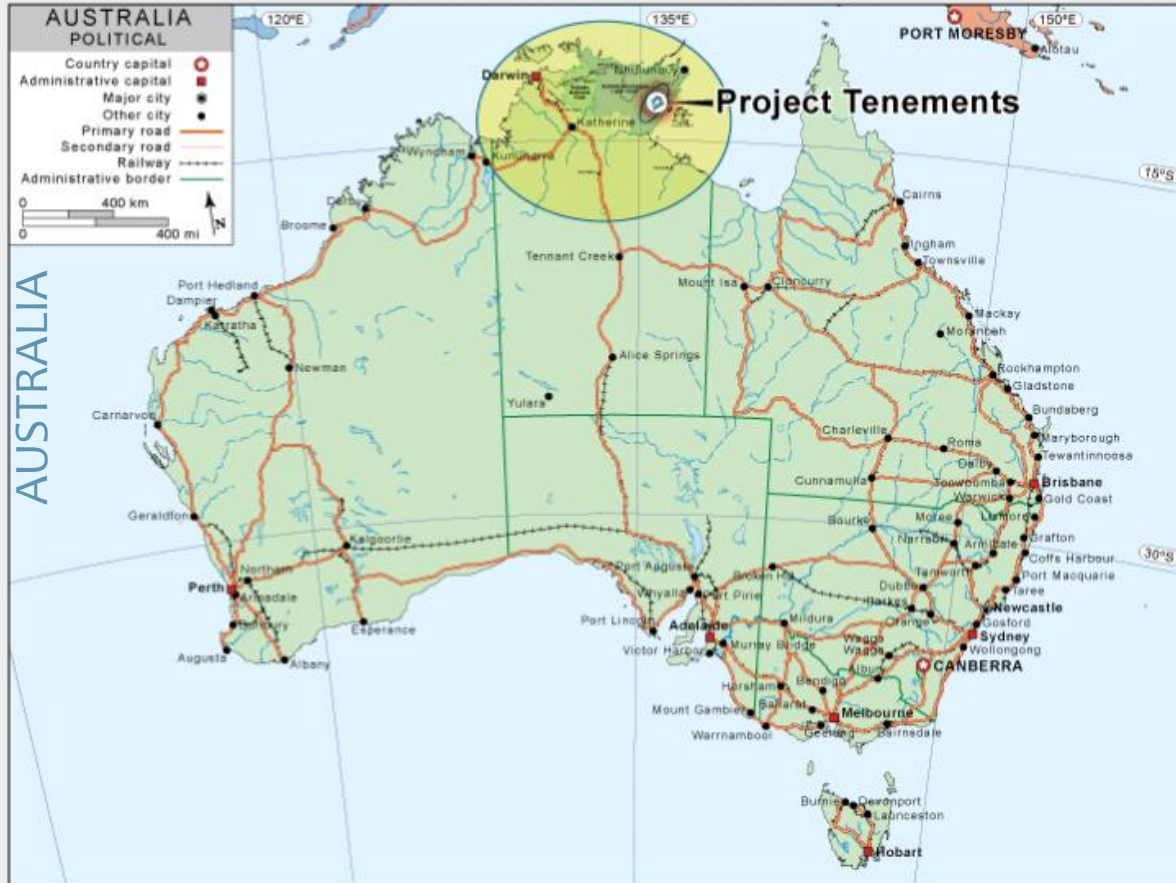 AUSTRALIA
POLITICAL
Country capital
Administrative capital
Major city
Other city
Primary road
Secondary road
Railway
Administrative border
0 400 km
0 400 mi
N
AUSTRALIA
120°E
135°E
150°E
15°S
30°S
PORT MORESBY
Alotau
Darwin
Nhulunbuy
Project Tenements
Katherine
Wyndham
Kununurra
Derby
Broome
Cairns
Ingham
Townsville
Tennant Creek
Mount Isa
Cloncurry
Port Hedland
Dampier
Karratha
Mackay
Moranbah
Newman
Alice Springs
Rockhampton
Gladstone
Yulara
Carnarvon
Bundaberg
Charleville
Roma
Maryborough
Tewantinnoosa
Dalby
Cunnamulla
Toowoomba
Brisbane
Warwick
Gold Coast
Geraldton
Moree
Lismore
Bourke
Narrabri
Grafton
Kalgoorlie
Armidale
Coffs Harbour
Northam
Port Augusta
Broken Hill
Tamworth
Port Macquarie
Perth
Armadale
Whyalla
Port Pirie
Dubbo
Taree
Parkes
Newcastle
Bunbury
Esperance
Port Lincoln
Adelaide
Mildura
Orange
Gosford
Sydney
Augusta
Albany
Victor Harbor
Murray Bridge
Wagga
Wagga
Wollongong
Albury
CANBERRA
Horsham
Bendigo
Mount Gambier
Ballarat
Melbourne
Warrnambool
Geelong
Bairnsdale
Burnie
Devonport
Launceston
Hobart